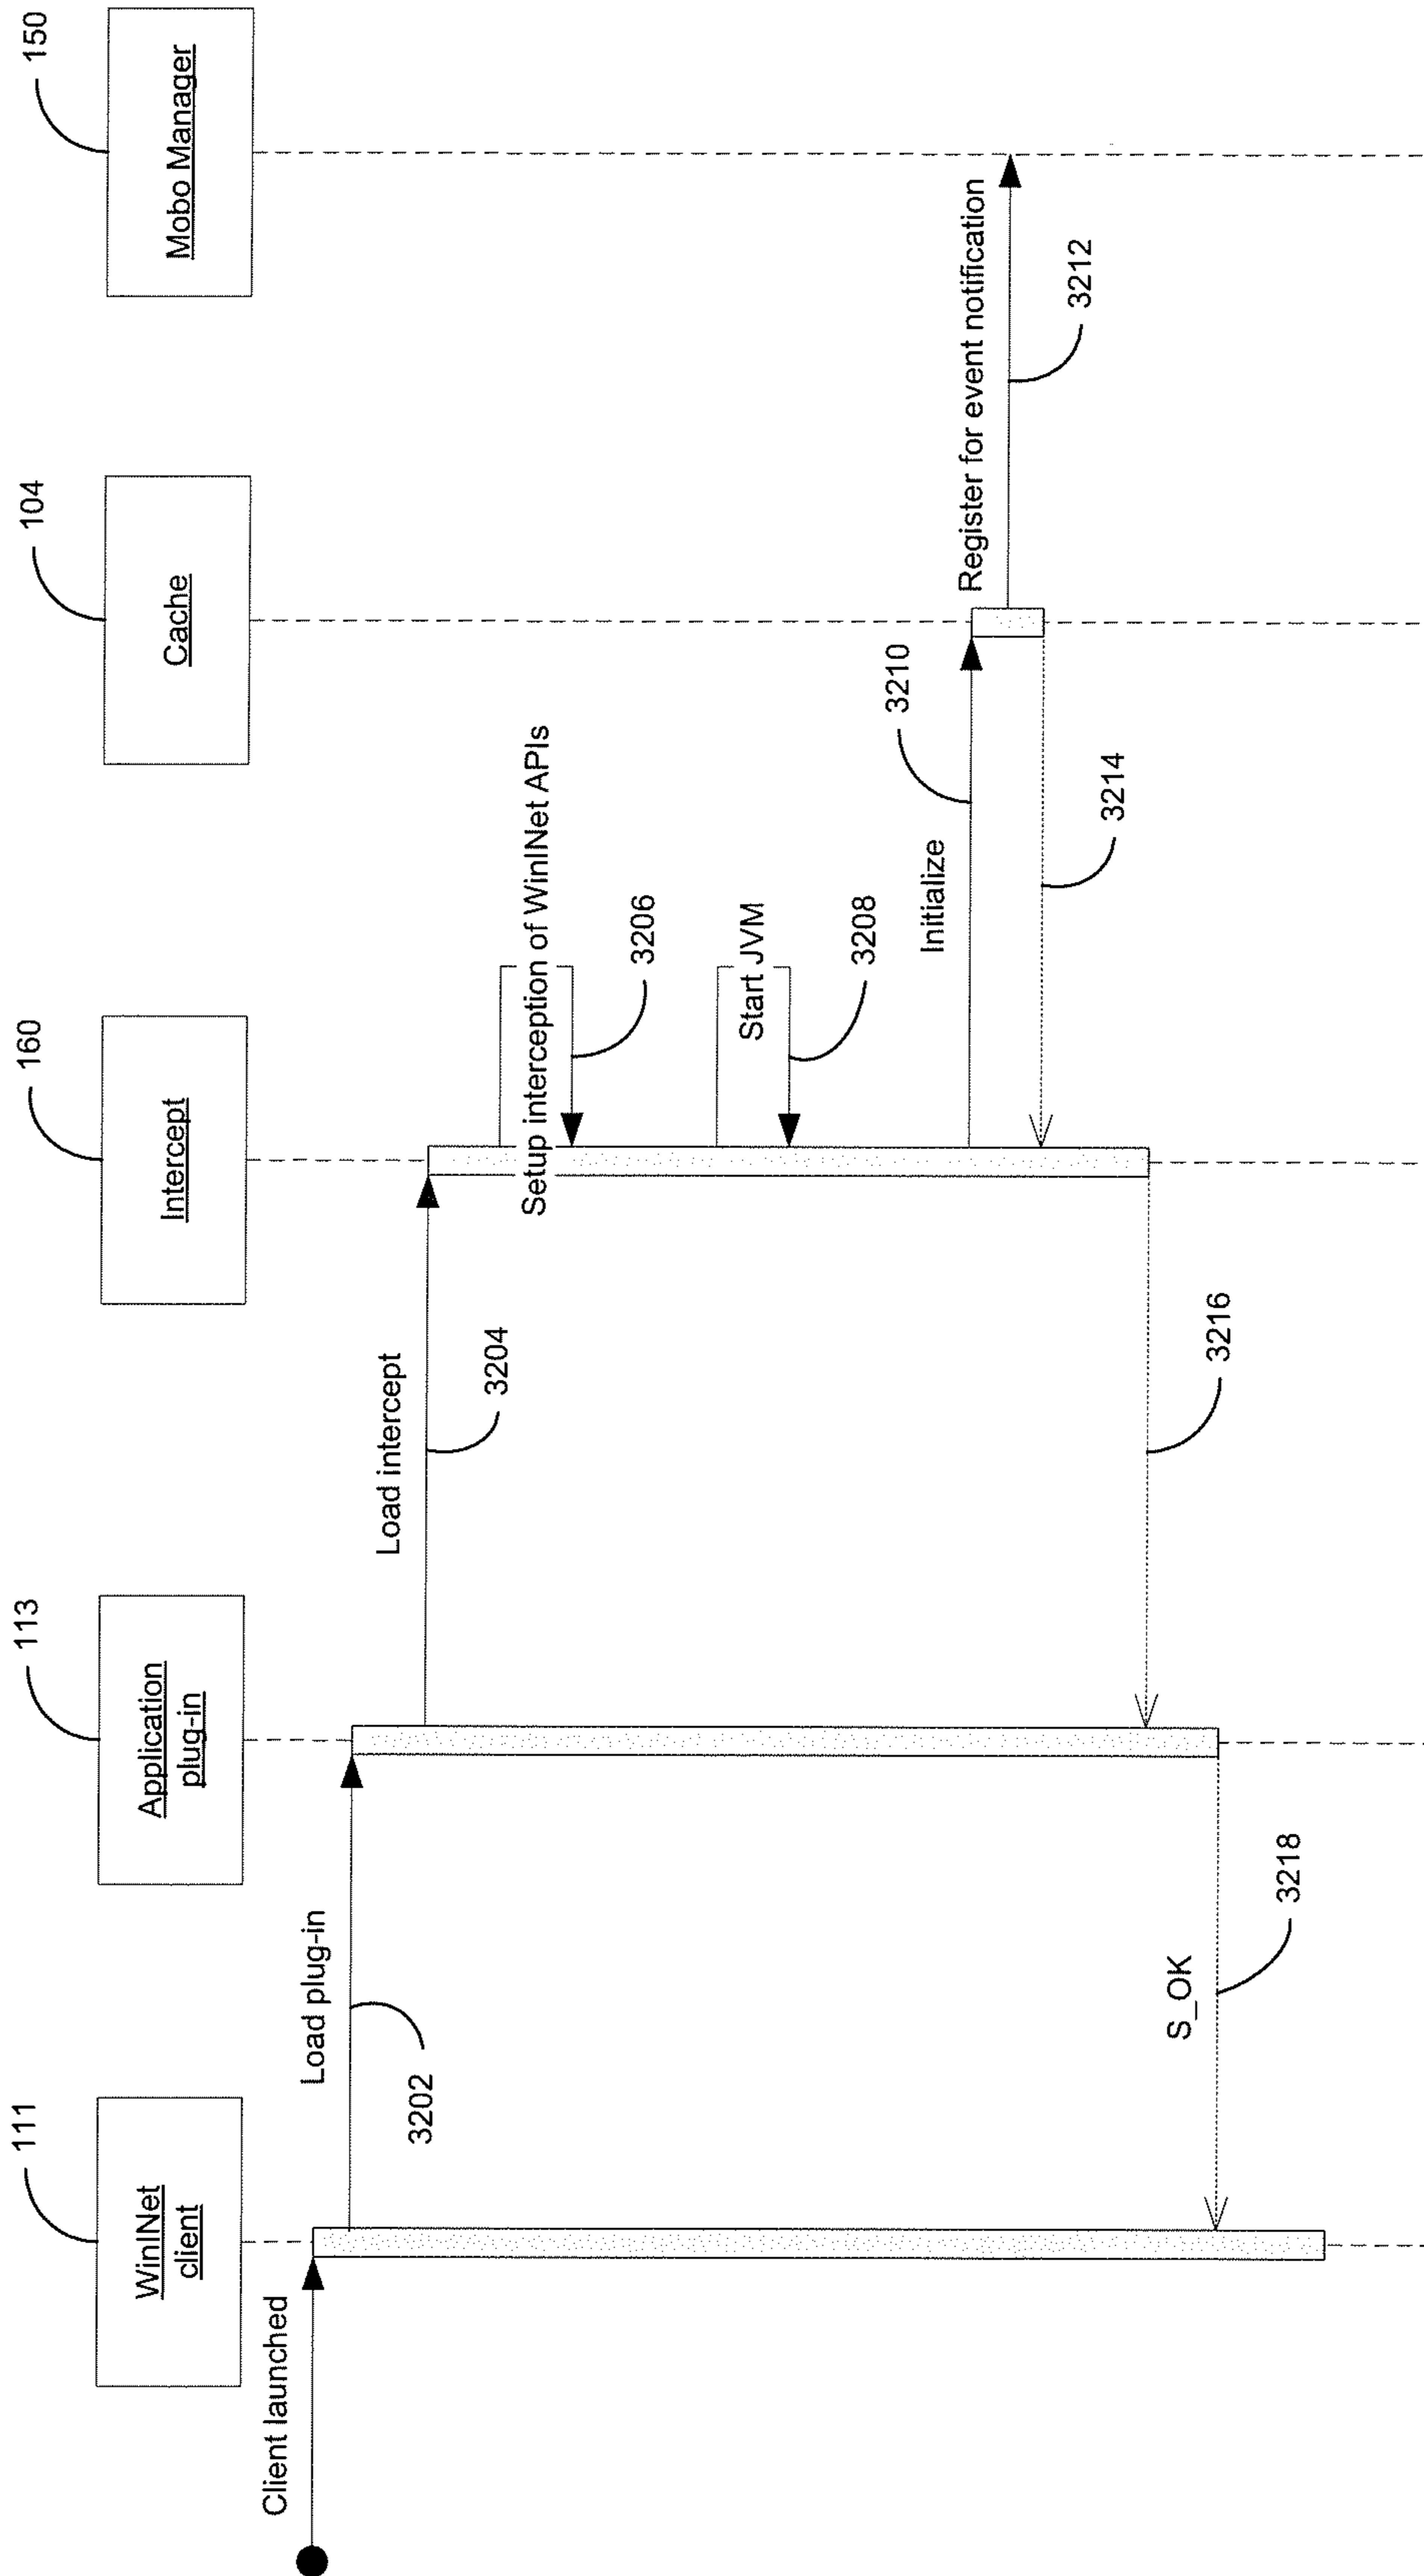 111
113
160
104
150
WinINet
client
Application
plug-in
Intercept
Cache
Mobo Manager
Client launched
Load plug-in
3202
Load intercept
3204
Setup interception of WinINet APIs
3206
Start JVM
3208
Initialize
3210
Register for event notification
3212
3214
3216
S_OK
3218